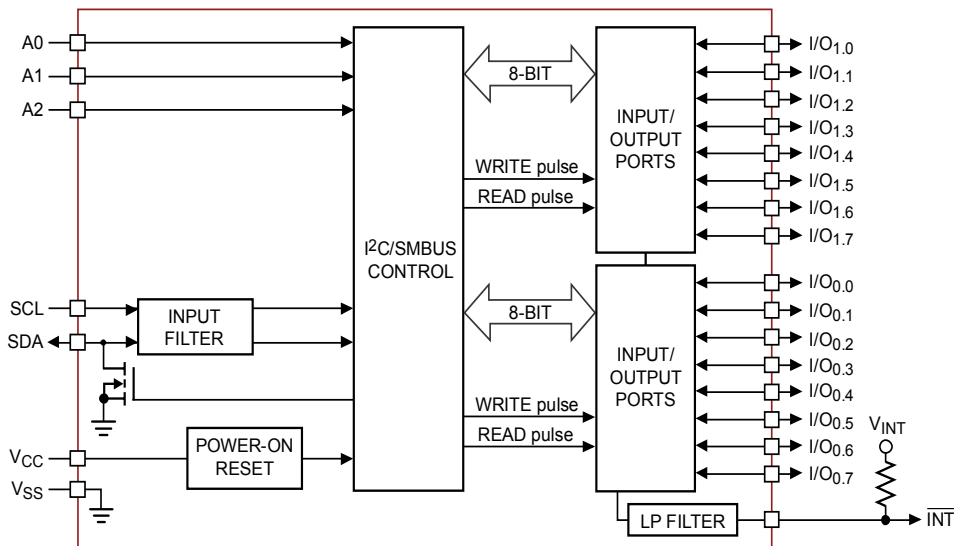 A0
A1
A2
SCL
SDA
VCC
VSS
INPUT
FILTER
POWER-ON
RESET
I2C/SMBUS
CONTROL
8-BIT
WRITE pulse
READ pulse
8-BIT
WRITE pulse
READ pulse
INPUT/
OUTPUT
PORTS
INPUT/
OUTPUT
PORTS
LP FILTER
I/O1.0
I/O1.1
I/O1.2
I/O1.3
I/O1.4
I/O1.5
I/O1.6
I/O1.7
I/O0.0
I/O0.1
I/O0.2
I/O0.3
I/O0.4
I/O0.5
I/O0.6
I/O0.7
VINT
INT